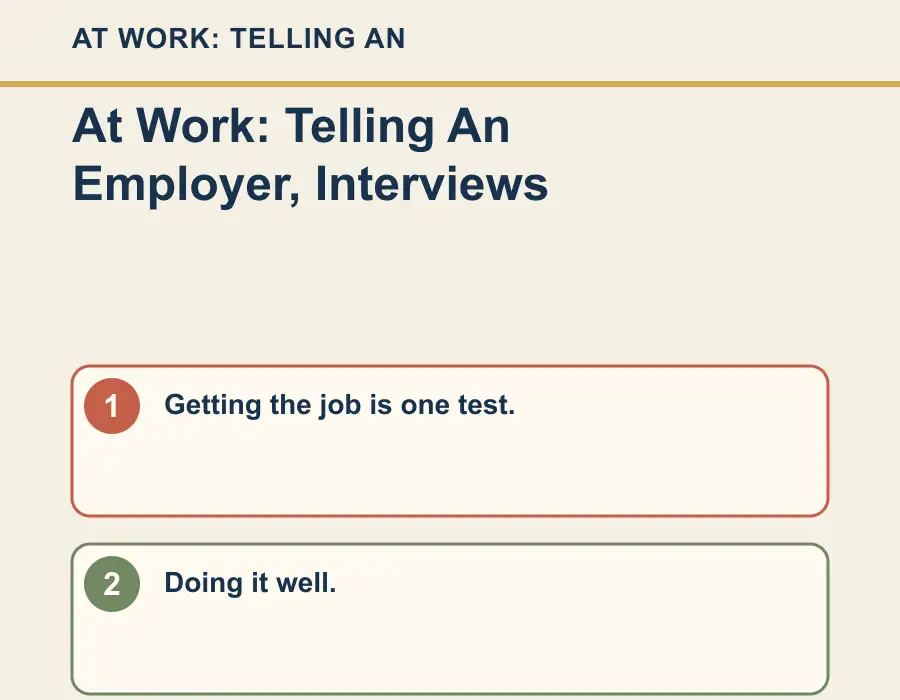 AT WORK: TELLING AN
At Work: Telling An
Employer, Interviews
1
Getting the job is one test.
2
Doing it well.